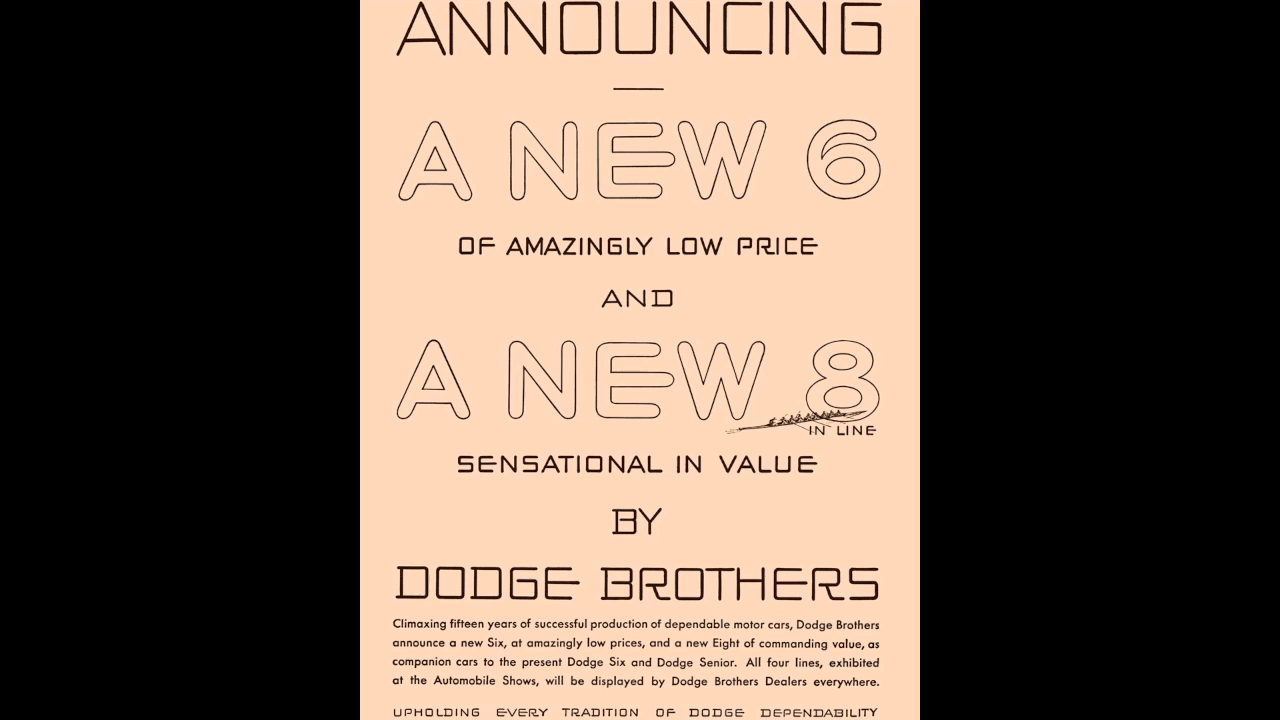 ANNOUNCING
A NEW 6
OF AMAZINGLY LOW PRICE
AND
A NEW 8
IN LINE
SENSATIONAL IN VALUE
BY
DODGE BROTHERS
Climaxing fifteen years of successful production of dependable motor cars, Dodge Brothers
announce a new Six, at amazingly low prices, and a new Eight of commanding value, as
companion cars to the present Dodge Six and Dodge Senior. All four lines, exhibited
at the Automobile Shows, will be displayed by Dodge Brothers Dealers everywhere.
UPHOLDING EVERY TRADITION OF DODGE DEPENDABILITY